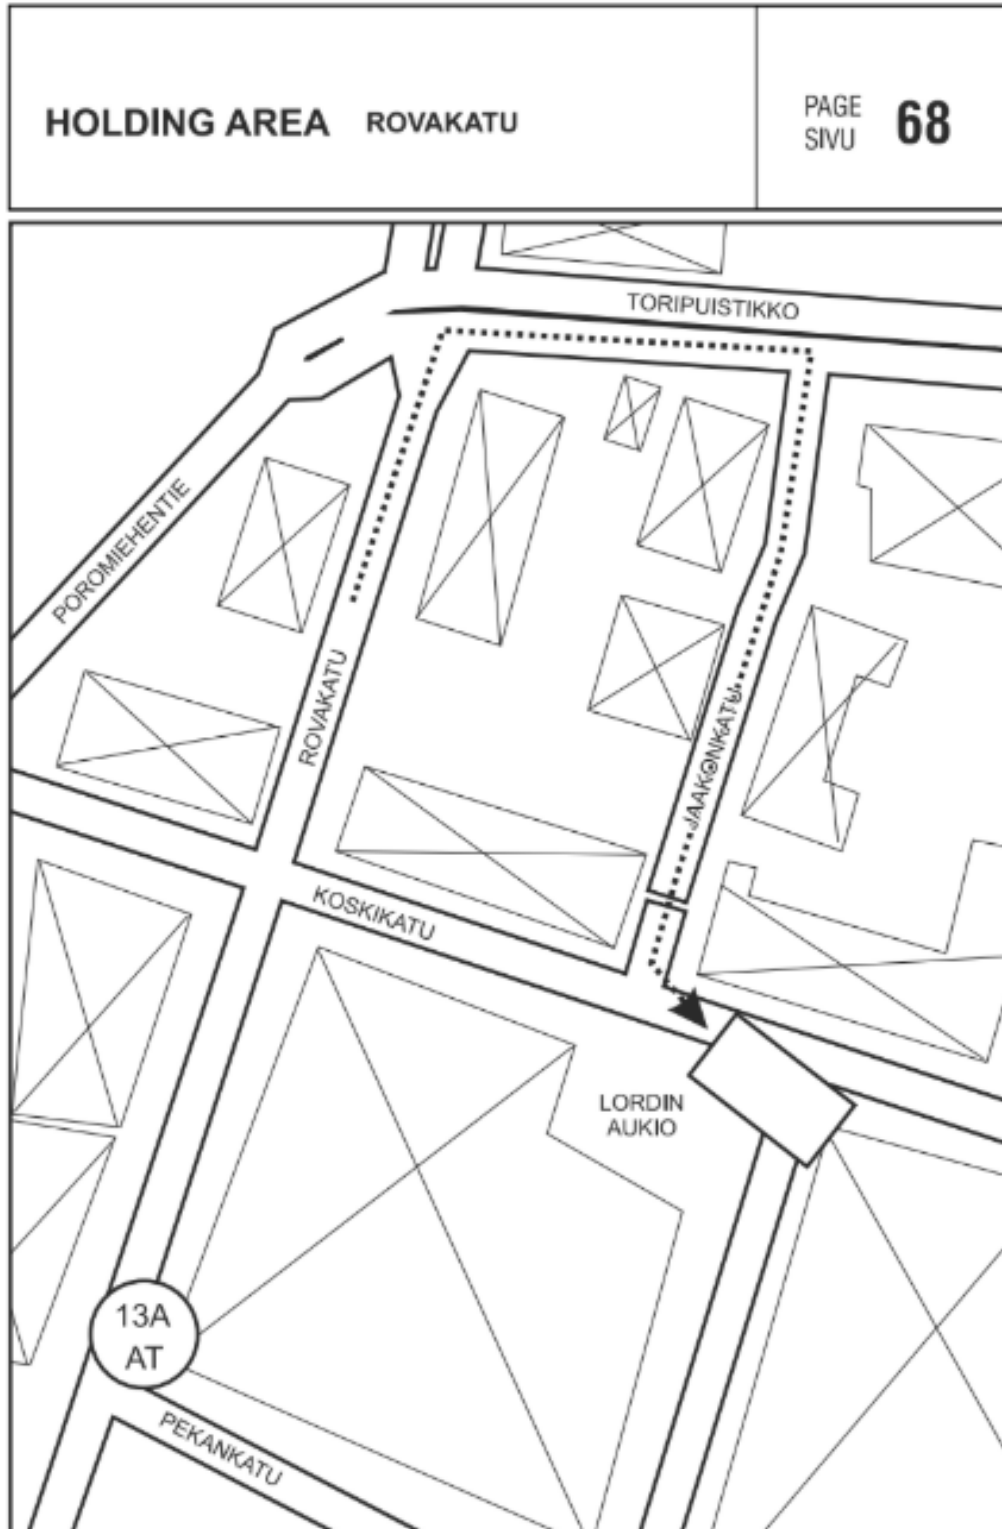 HOLDING AREA ROVAKATU
PAGE
SIVU
68
TORIPUISTIKKO
POROMIEHENTIE
ROVAKATU
JAAKONKATU
KOSKIKATU
LORDIN
AUKIO
13A
AT
PEKANKATU